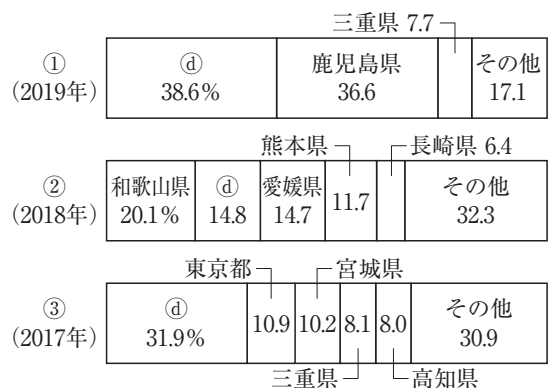 三重県 7.7
①
(2019年)
ⓓ
38.6%
鹿児島県
36.6
その他
17.1
熊本県
長崎県 6.4
②
(2018年)
和歌山県
20.1%
ⓓ
14.8
愛媛県
14.7
11.7
その他
32.3
東京都
宮城県
③
(2017年)
ⓓ
31.9%
10.9
10.2
8.1
8.0
その他
30.9
三重県
高知県